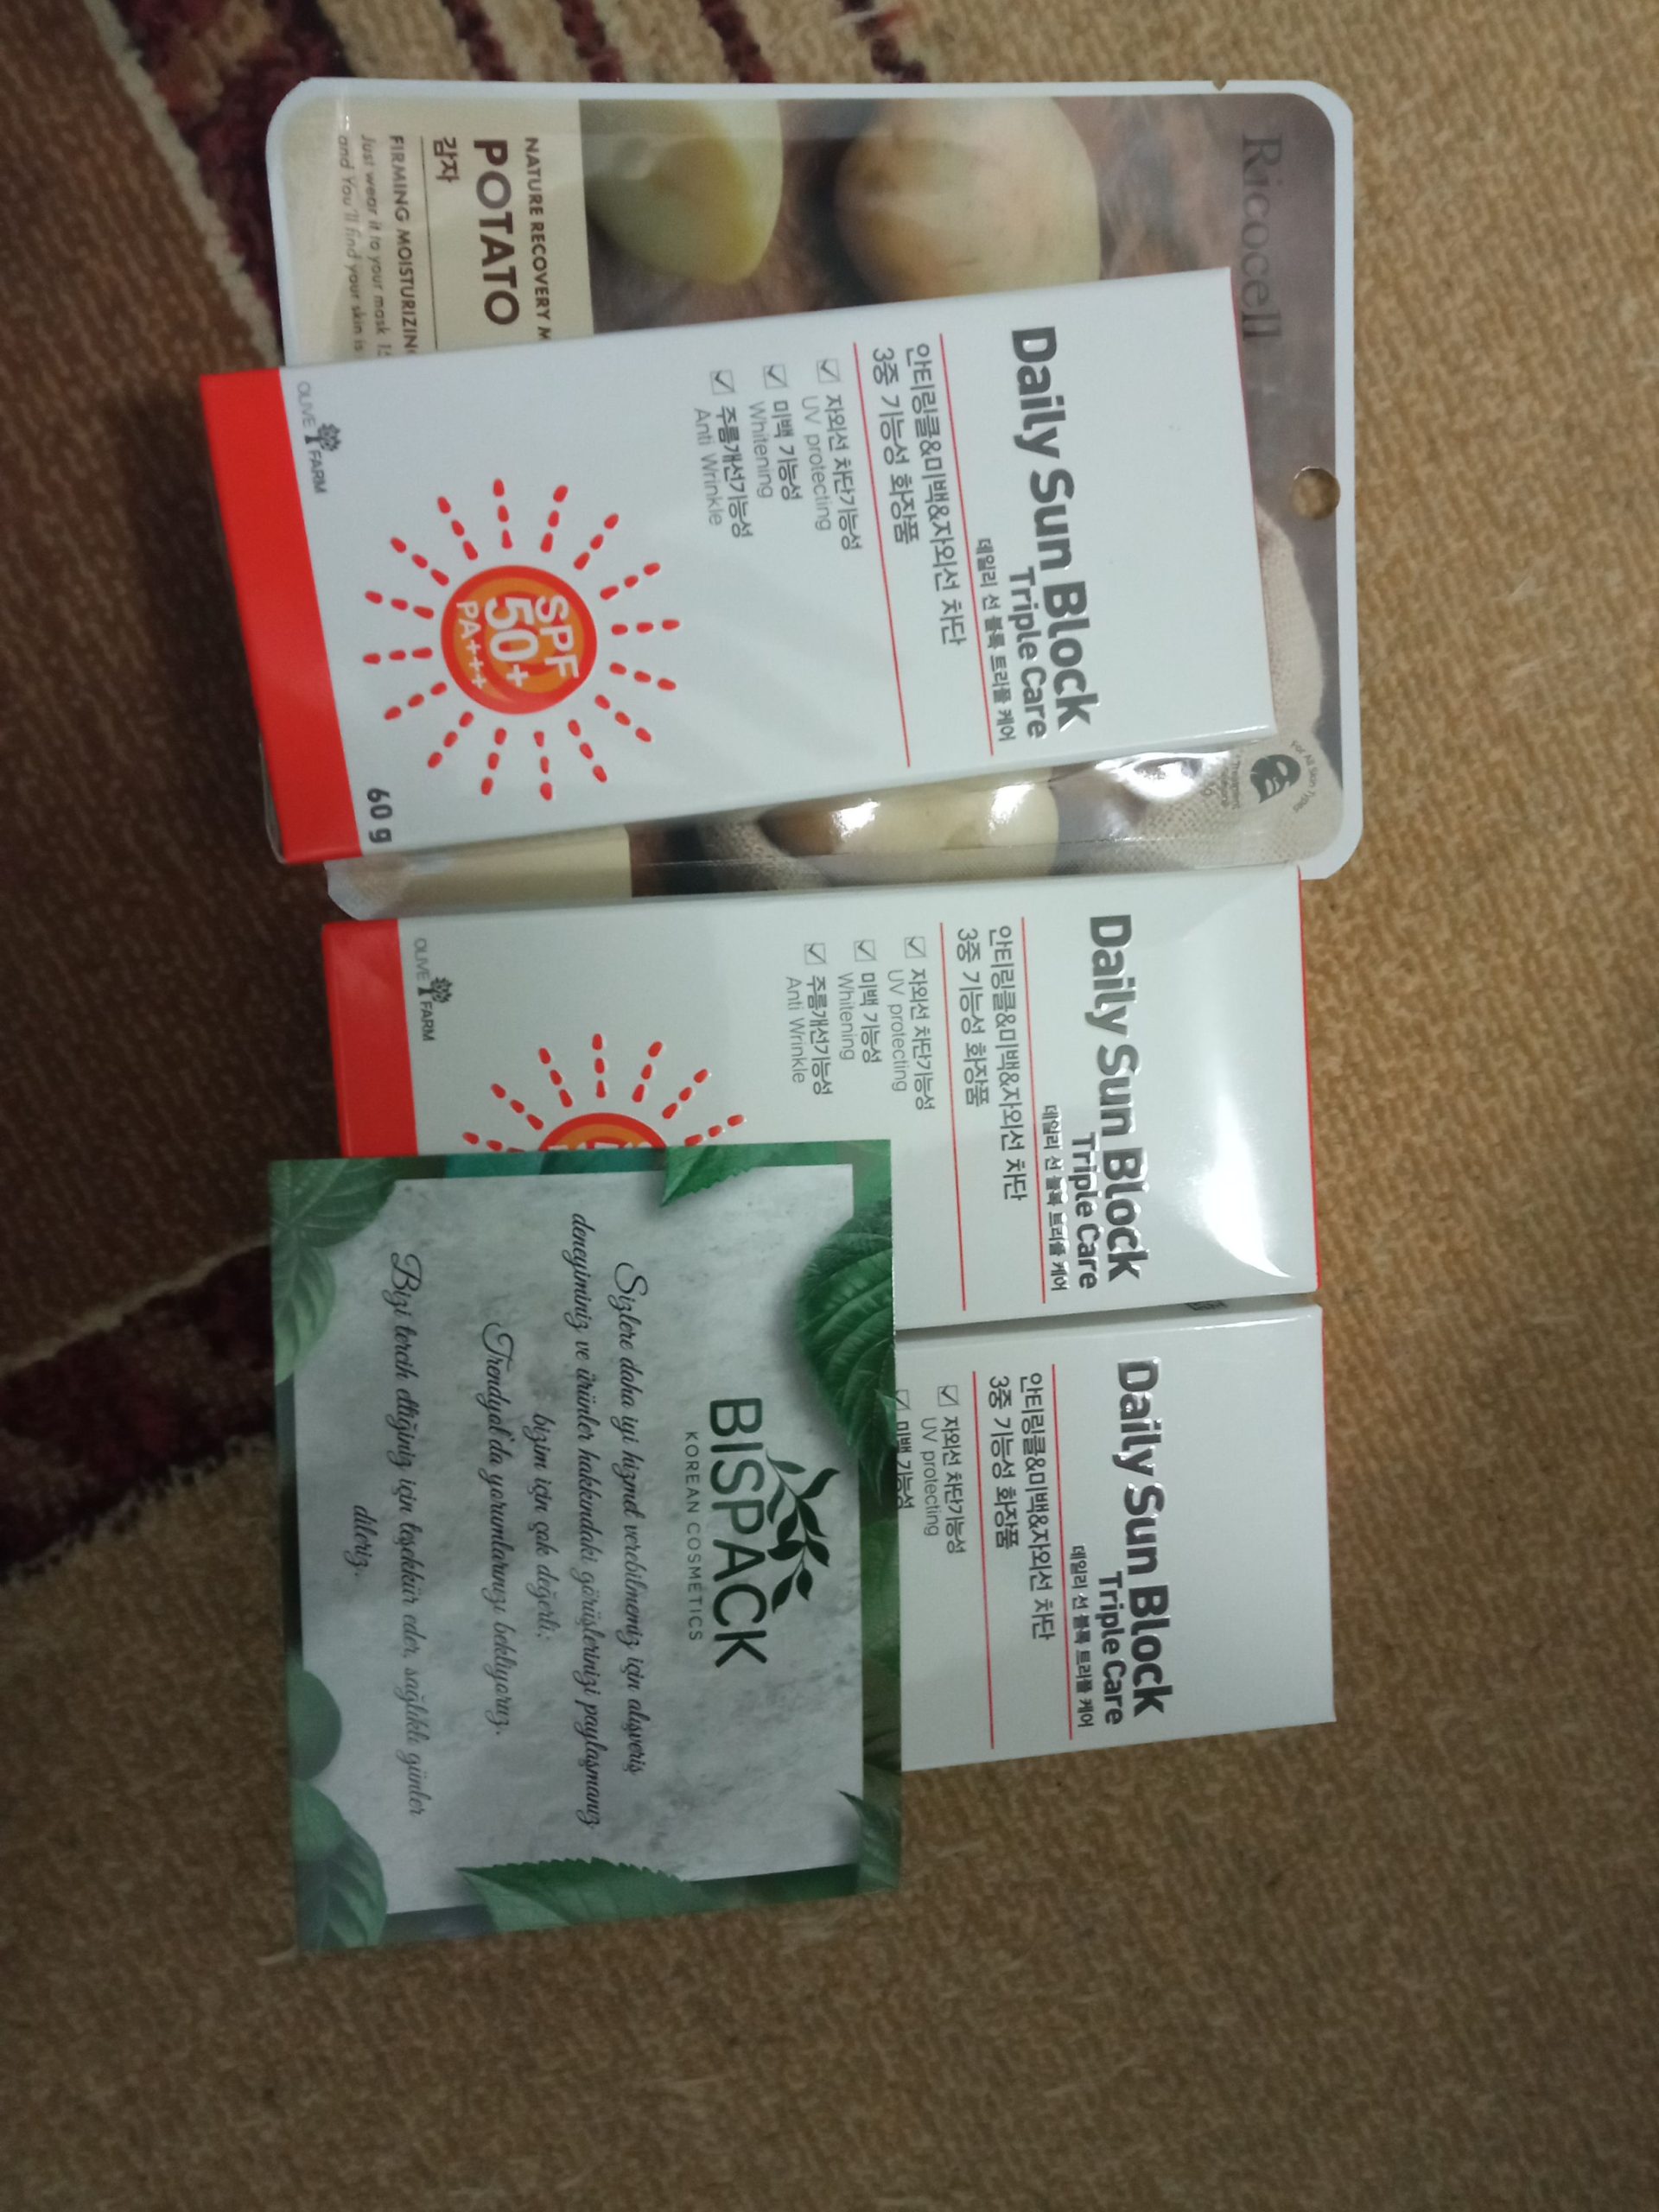 Ricocell
For All Skin Types
NATURE RECOVERY
POTATO
감자
FIRMING MOISTURIZING
Just wear it to your mask
and You'll find your skin is
Daily Sun Block
Triple Care
데일리 선 블록 트리플 케어
안티링클&미백&자외선 차단
3중 기능성 화장품
자외선 차단기능성
UV protecting
미백 기능성
Whitening
주름개선기능성
Anti Wrinkle
SPF
50+
PA+++
OLIVE FARM
60 g
Daily Sun Block
Triple Care
데일리 선 블록 트리플 케어
안티링클&미백&자외선 차단
3중 기능성 화장품
자외선 차단기능성
UV protecting
미백 기능성
Whitening
주름개선기능성
Anti Wrinkle
OLIVE FARM
Daily Sun Block
Triple Care
데일리 선 블록 트리플 케어
안티링클&미백&자외선 차단
3중 기능성 화장품
자외선 차단기능성
UV protecting
미백 기능성
BISPACK
KOREAN COSMETICS
Sizlere daha iyi hizmet verebilmemiz için alışveriş
deneyiminiz ve ürünler hakkındaki görüşlerinizi paylaşmanız
bizim için çok değerli;
Trendyol'da yorumlarınızı bekliyoruz.
Bizi tercih ettiğiniz için teşekkür eder, sağlıklı günler
dileriz.